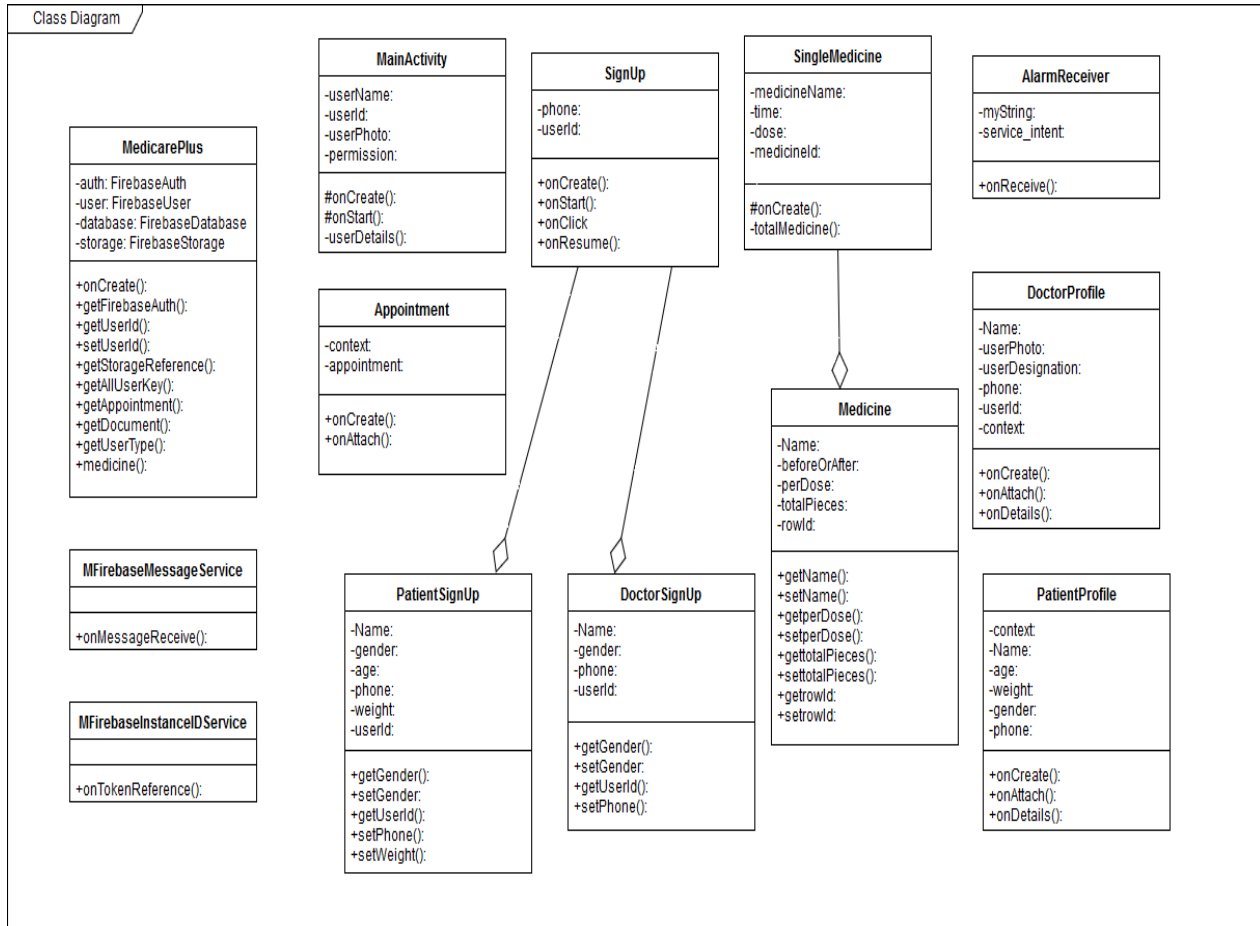 Class Diagram
MedicarePlus
-auth: FirebaseAuth
-user: FirebaseUser
-database: FirebaseDatabase
-storage: FirebaseStorage
+onCreate():
+getFirebaseAuth():
+getUserId():
+setUserId():
+getStorageReference():
+getAllUserKey():
+getAppointment():
+getDocument():
+getUserType():
+medicine():
MFirebaseMessageService
+onMessageReceive():
MFirebaseInstanceIDService
+onTokenReference():
MainActivity
-userName:
-userId:
-userPhoto:
-permission:
#onCreate():
#onStart():
-userDetails():
Appointment
-context:
-appointment:
+onCreate():
+onAttach():
SignUp
-phone:
-userId:
+onCreate():
+onStart():
+onClick
+onResume():
PatientSignUp
-Name:
-gender:
-age:
-phone:
-weight:
-userId:
+getGender():
+setGender
+getUserId():
+setPhone():
+setWeight():
DoctorSignUp
-Name:
-gender:
-phone:
-userId:
+getGender():
+setGender
+getUserId():
+setPhone():
SingleMedicine
-medicineName:
-time:
-dose:
-medicineId:
#onCreate():
-totalMedicine():
Medicine
-Name:
-beforeOrAfter:
-perDose:
-totalPieces:
-rowId:
+getName():
+setName():
+getperDose():
+setperDose():
+gettotalPieces():
+settotalPieces():
+getrowId:
+setrowId:
AlarmReceiver
-myString:
-service_intent:
+onReceive():
DoctorProfile
-Name:
-userPhoto:
-userDesignation:
-phone:
-userId:
-context:
+onCreate():
+onAttach():
+onDetails():
PatientProfile
-context:
-Name:
-age:
-weight:
-gender:
-phone:
+onCreate():
+onAttach():
+onDetails():